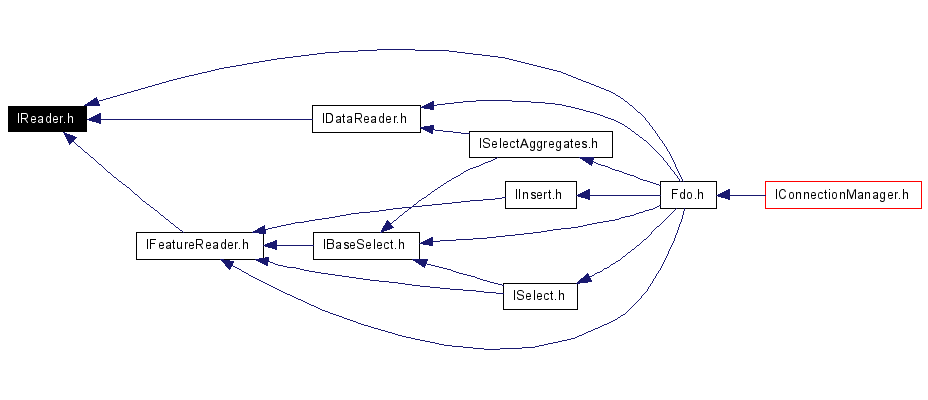 IReader.h
IDataReader.h
ISelectAggregates.h
IInsert.h
Fdo.h
IConnectionManager.h
IFeatureReader.h
IBaseSelect.h
ISelect.h